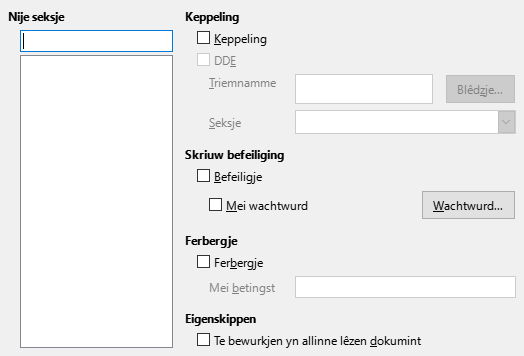 Nije seksje
Keppeling
Keppeling
DDE
Triemnamme
Blêdzje...
Seksje
Skriuw befeiliging
Befeiligje
Mei wachtwurd
Wachtwurd...
Ferbergje
Ferbergje
Mei betingst
Eigenskippen
Te bewurkjen yn allinne lêzen dokumint